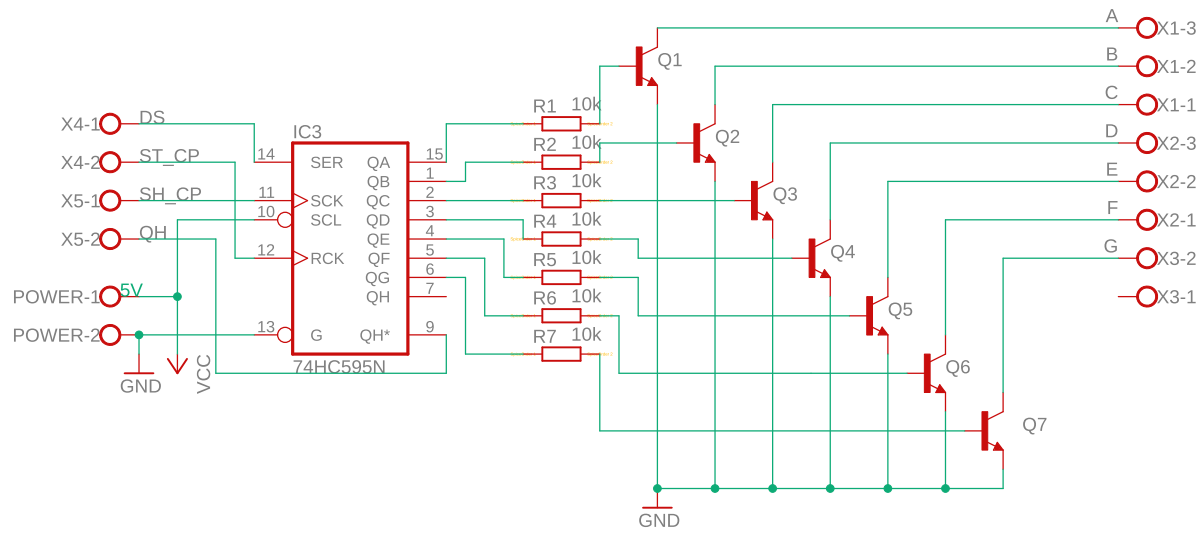 A
X1-3
Q1
B
X1-2
C
X1-1
R1 10k
X4-1 DS
IC3
D
X2-3
Q2
R2 10k
X4-2 ST_CP
14 SER QA 15
QB 1
E
X2-2
R3 10k
Q3
X5-1 SH_CP
11 SCK QC 2
10 SCL QD 3
F
X2-1
R4 10k
X5-2 QH
QE 4
12 RCK QF 5
Q4
G
X3-2
R5 10k
QG 6
POWER-1 5V
QH 7
X3-1
R6 10k
Q5
POWER-2
13 G QH* 9
R7 10k
74HC595N
Q6
GND
VCC
Q7
GND